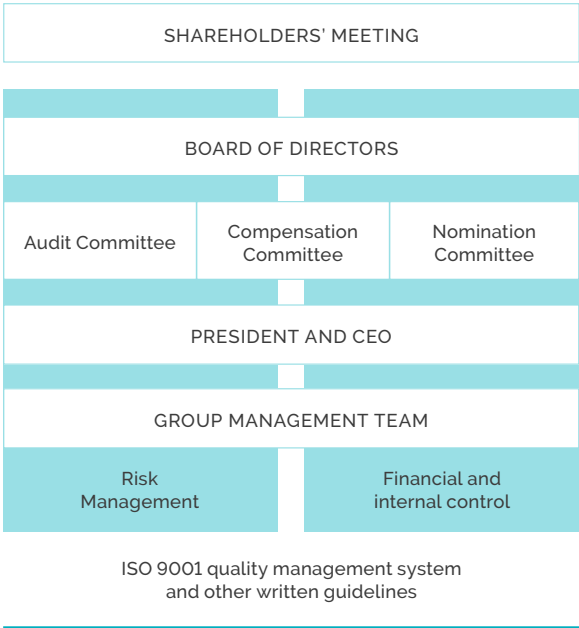 SHAREHOLDERS’ MEETING
BOARD OF DIRECTORS
Audit Committee
Compensation
Committee
Nomination
Committee
PRESIDENT AND CEO
GROUP MANAGEMENT TEAM
Risk
Management
Financial and
internal control
ISO 9001 quality management system
and other written guidelines